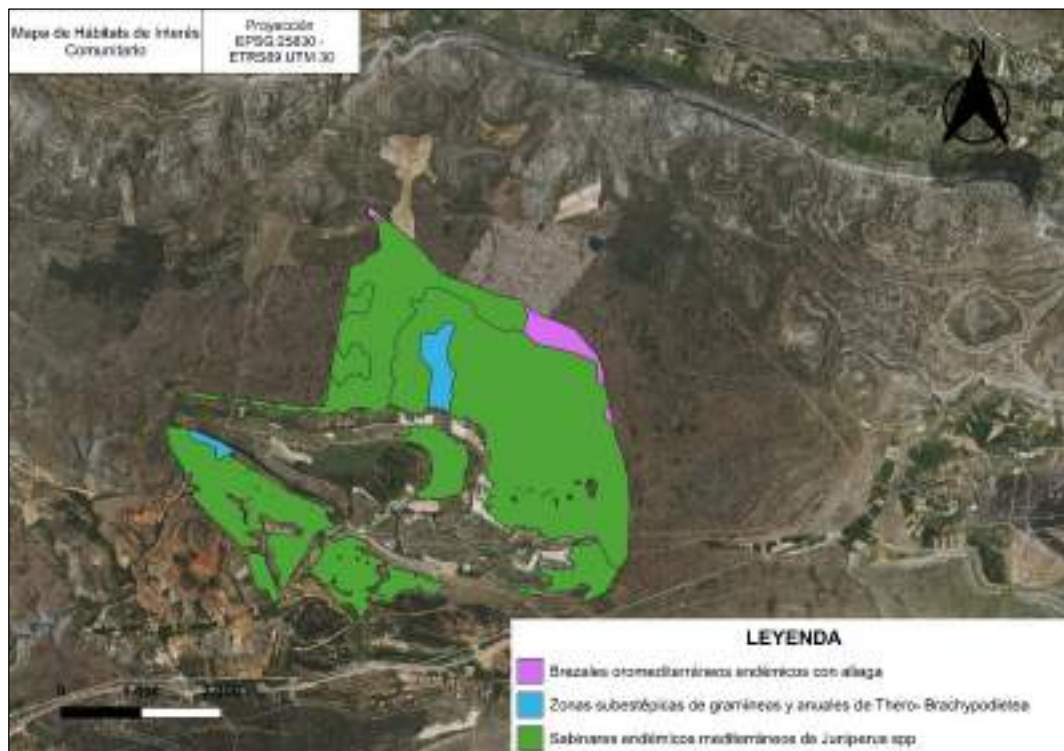 Mapa de Hábitats de Interés
Comunitario
Proyección
EPSG:25830 -
ETRS89 UTM 30
N
0
LEYENDA
Brezales oromediterráneos endémicos con aliaga
Zonas subestépicas de gramíneas y anuales de Thero- Brachypodietea
Sabinares endémicos mediterráneos de Juniperus spp